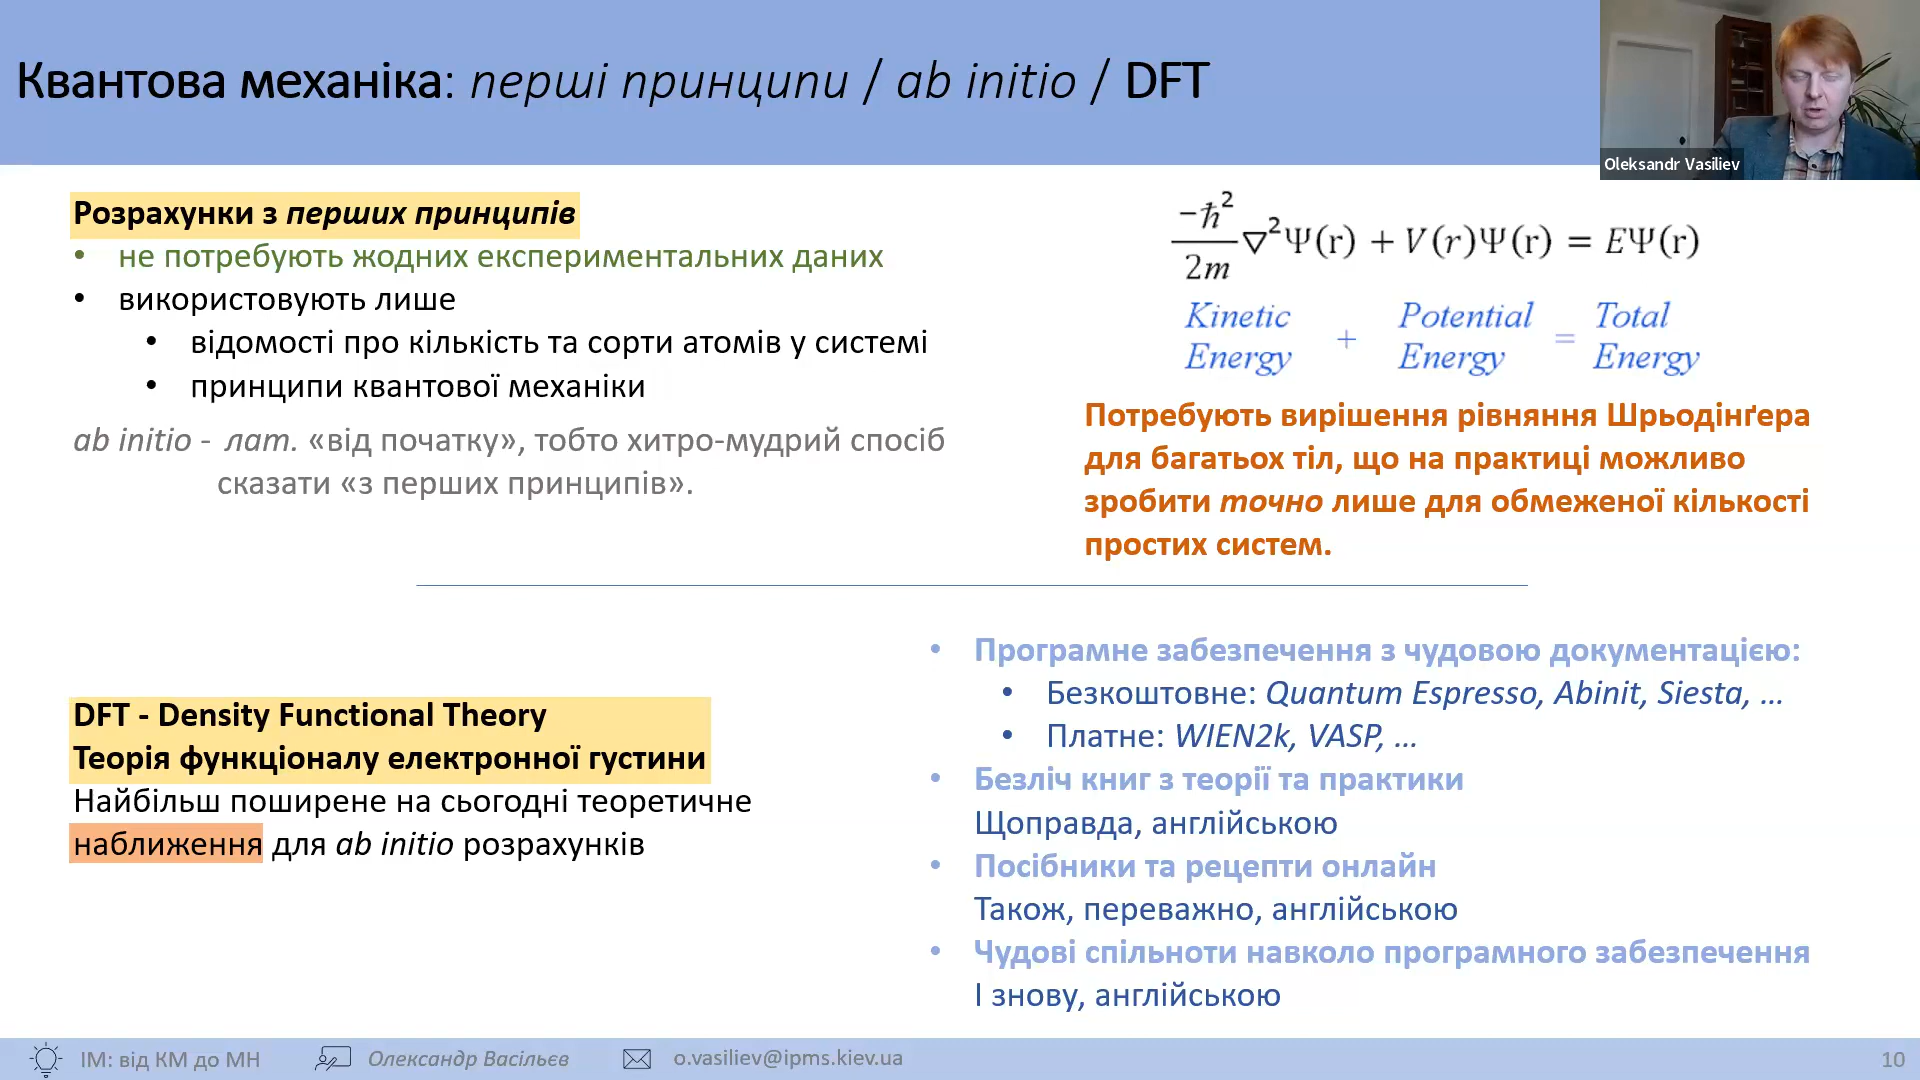 Квантова механіка: перші принципи / ab initio / DFT
Oleksandr Vasiliev
Розрахунки з перших принципів
• не потребують жодних експериментальних даних
• використовують лише
• відомості про кількість та сорти атомів у системі
• принципи квантової механіки
ab initio - лат. «від початку», тобто хитро-мудрий спосіб
сказати «з перших принципів».
−ħ²/2m ∇²Ψ(r) + V(r)Ψ(r) = EΨ(r)
Kinetic Energy + Potential Energy = Total Energy
Потребують вирішення рівняння Шрьодінґера
для багатьох тіл, що на практиці можливо
зробити точно лише для обмеженої кількості
простих систем.
DFT - Density Functional Theory
Теорія функціоналу електронної густини
Найбільш поширене на сьогодні теоретичне
наближення для ab initio розрахунків
• Програмне забезпечення з чудовою документацією:
• Безкоштовне: Quantum Espresso, Abinit, Siesta, ...
• Платне: WIEN2k, VASP, ...
• Безліч книг з теорії та практики
Щоправда, англійською
• Посібники та рецепти онлайн
Також, переважно, англійською
• Чудові спільноти навколо програмного забезпечення
І знову, англійською
ІМ: від КМ до МН
Олександр Васільєв
o.vasiliev@ipms.kiev.ua
10